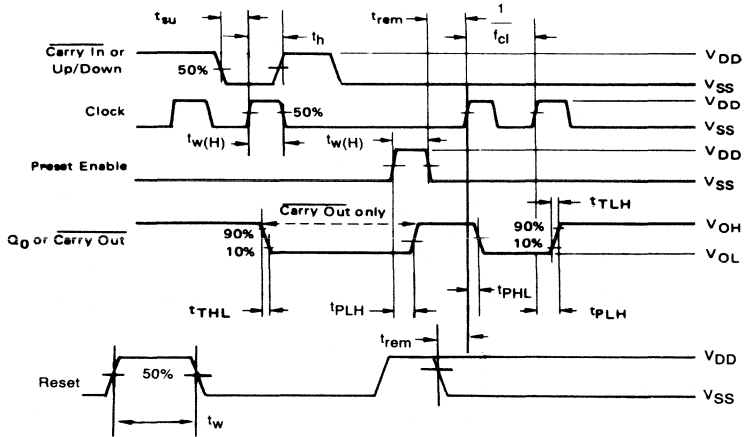 tsu
th
trem
1
fcl
Carry In or
Up/Down
50%
VDD
VSS
Clock
50%
VDD
VSS
tw(H)
tw(H)
Preset Enable
VDD
VSS
Carry Out only
tTLH
Q0 or Carry Out
90%
10%
90%
10%
VOH
VOL
tTHL
tPLH
tPHL
tPLH
trem
Reset
50%
VDD
VSS
tw